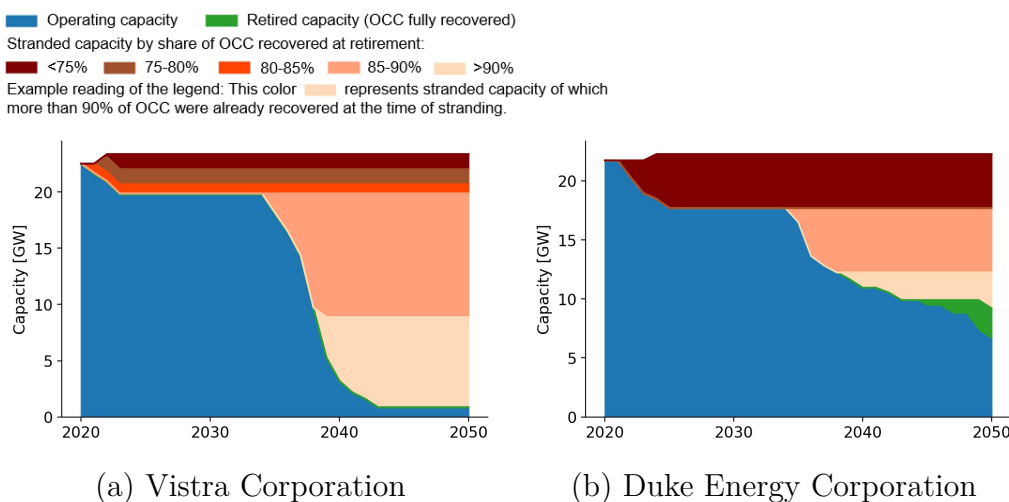 Operating capacity Retired capacity (OCC fully recovered)
Stranded capacity by share of OCC recovered at retirement:
<75% 75-80% 80-85% 85-90% >90%
Example reading of the legend: This color represents stranded capacity of which
more than 90% of OCC were already recovered at the time of stranding.
Capacity [GW]
20
15
10
5
0
2020 2030 2040 2050
(a) Vistra Corporation
Capacity [GW]
20
15
10
5
0
2020 2030 2040 2050
(b) Duke Energy Corporation